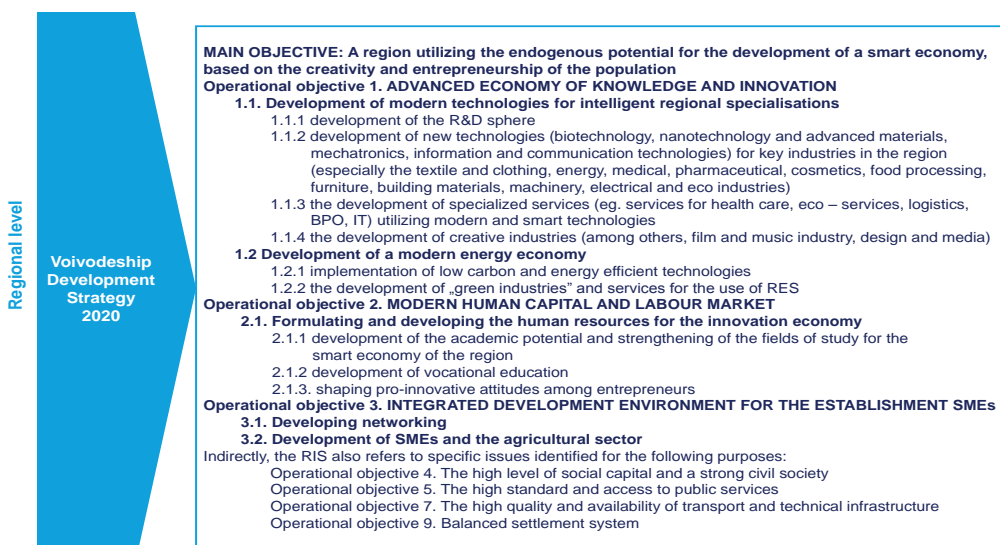 Regional level
Voivodeship
Development
Strategy
2020
MAIN OBJECTIVE: A region utilizing the endogenous potential for the development of a smart economy,
based on the creativity and entrepreneurship of the population
Operational objective 1. ADVANCED ECONOMY OF KNOWLEDGE AND INNOVATION
1.1. Development of modern technologies for intelligent regional specialisations
1.1.1 development of the R&D sphere
1.1.2 development of new technologies (biotechnology, nanotechnology and advanced materials,
mechatronics, information and communication technologies) for key industries in the region
(especially the textile and clothing, energy, medical, pharmaceutical, cosmetics, food processing,
furniture, building materials, machinery, electrical and eco industries)
1.1.3 the development of specialized services (eg. services for health care, eco – services, logistics,
BPO, IT) utilizing modern and smart technologies
1.1.4 the development of creative industries (among others, film and music industry, design and media)
1.2 Development of a modern energy economy
1.2.1 implementation of low carbon and energy efficient technologies
1.2.2 the development of „green industries” and services for the use of RES
Operational objective 2. MODERN HUMAN CAPITAL AND LABOUR MARKET
2.1. Formulating and developing the human resources for the innovation economy
2.1.1 development of the academic potential and strengthening of the fields of study for the
smart economy of the region
2.1.2 development of vocational education
2.1.3. shaping pro-innovative attitudes among entrepreneurs
Operational objective 3. INTEGRATED DEVELOPMENT ENVIRONMENT FOR THE ESTABLISHMENT SMEs
3.1. Developing networking
3.2. Development of SMEs and the agricultural sector
Indirectly, the RIS also refers to specific issues identified for the following purposes:
Operational objective 4. The high level of social capital and a strong civil society
Operational objective 5. The high standard and access to public services
Operational objective 7. The high quality and availability of transport and technical infrastructure
Operational objective 9. Balanced settlement system